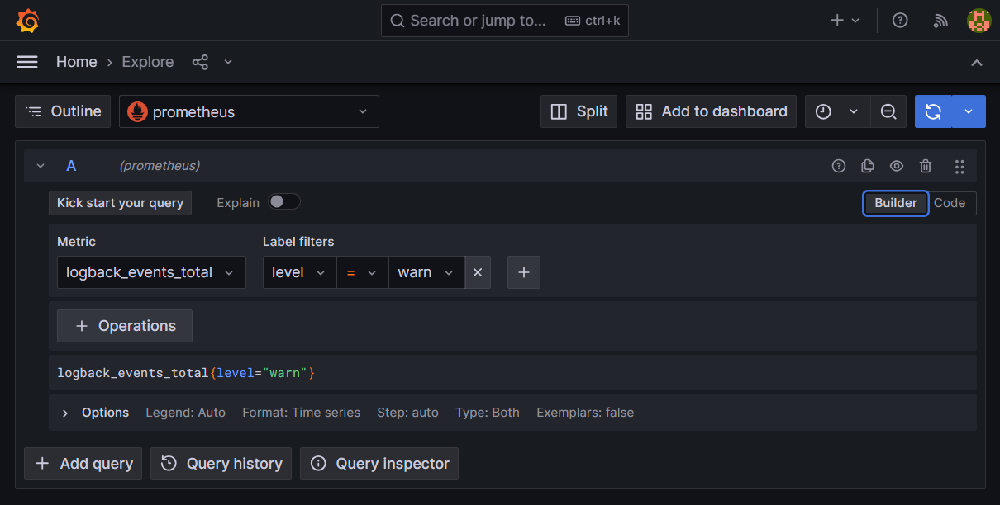 Search or jump to... ctrl+k
Home › Explore
Outline prometheus Split Add to dashboard
A (prometheus)
Kick start your query Explain Builder Code
Metric Label filters
logback_events_total level = warn
Operations
logback_events_total{level="warn"}
Options Legend: Auto Format: Time series Step: auto Type: Both Exemplars: false
Add query Query history Query inspector